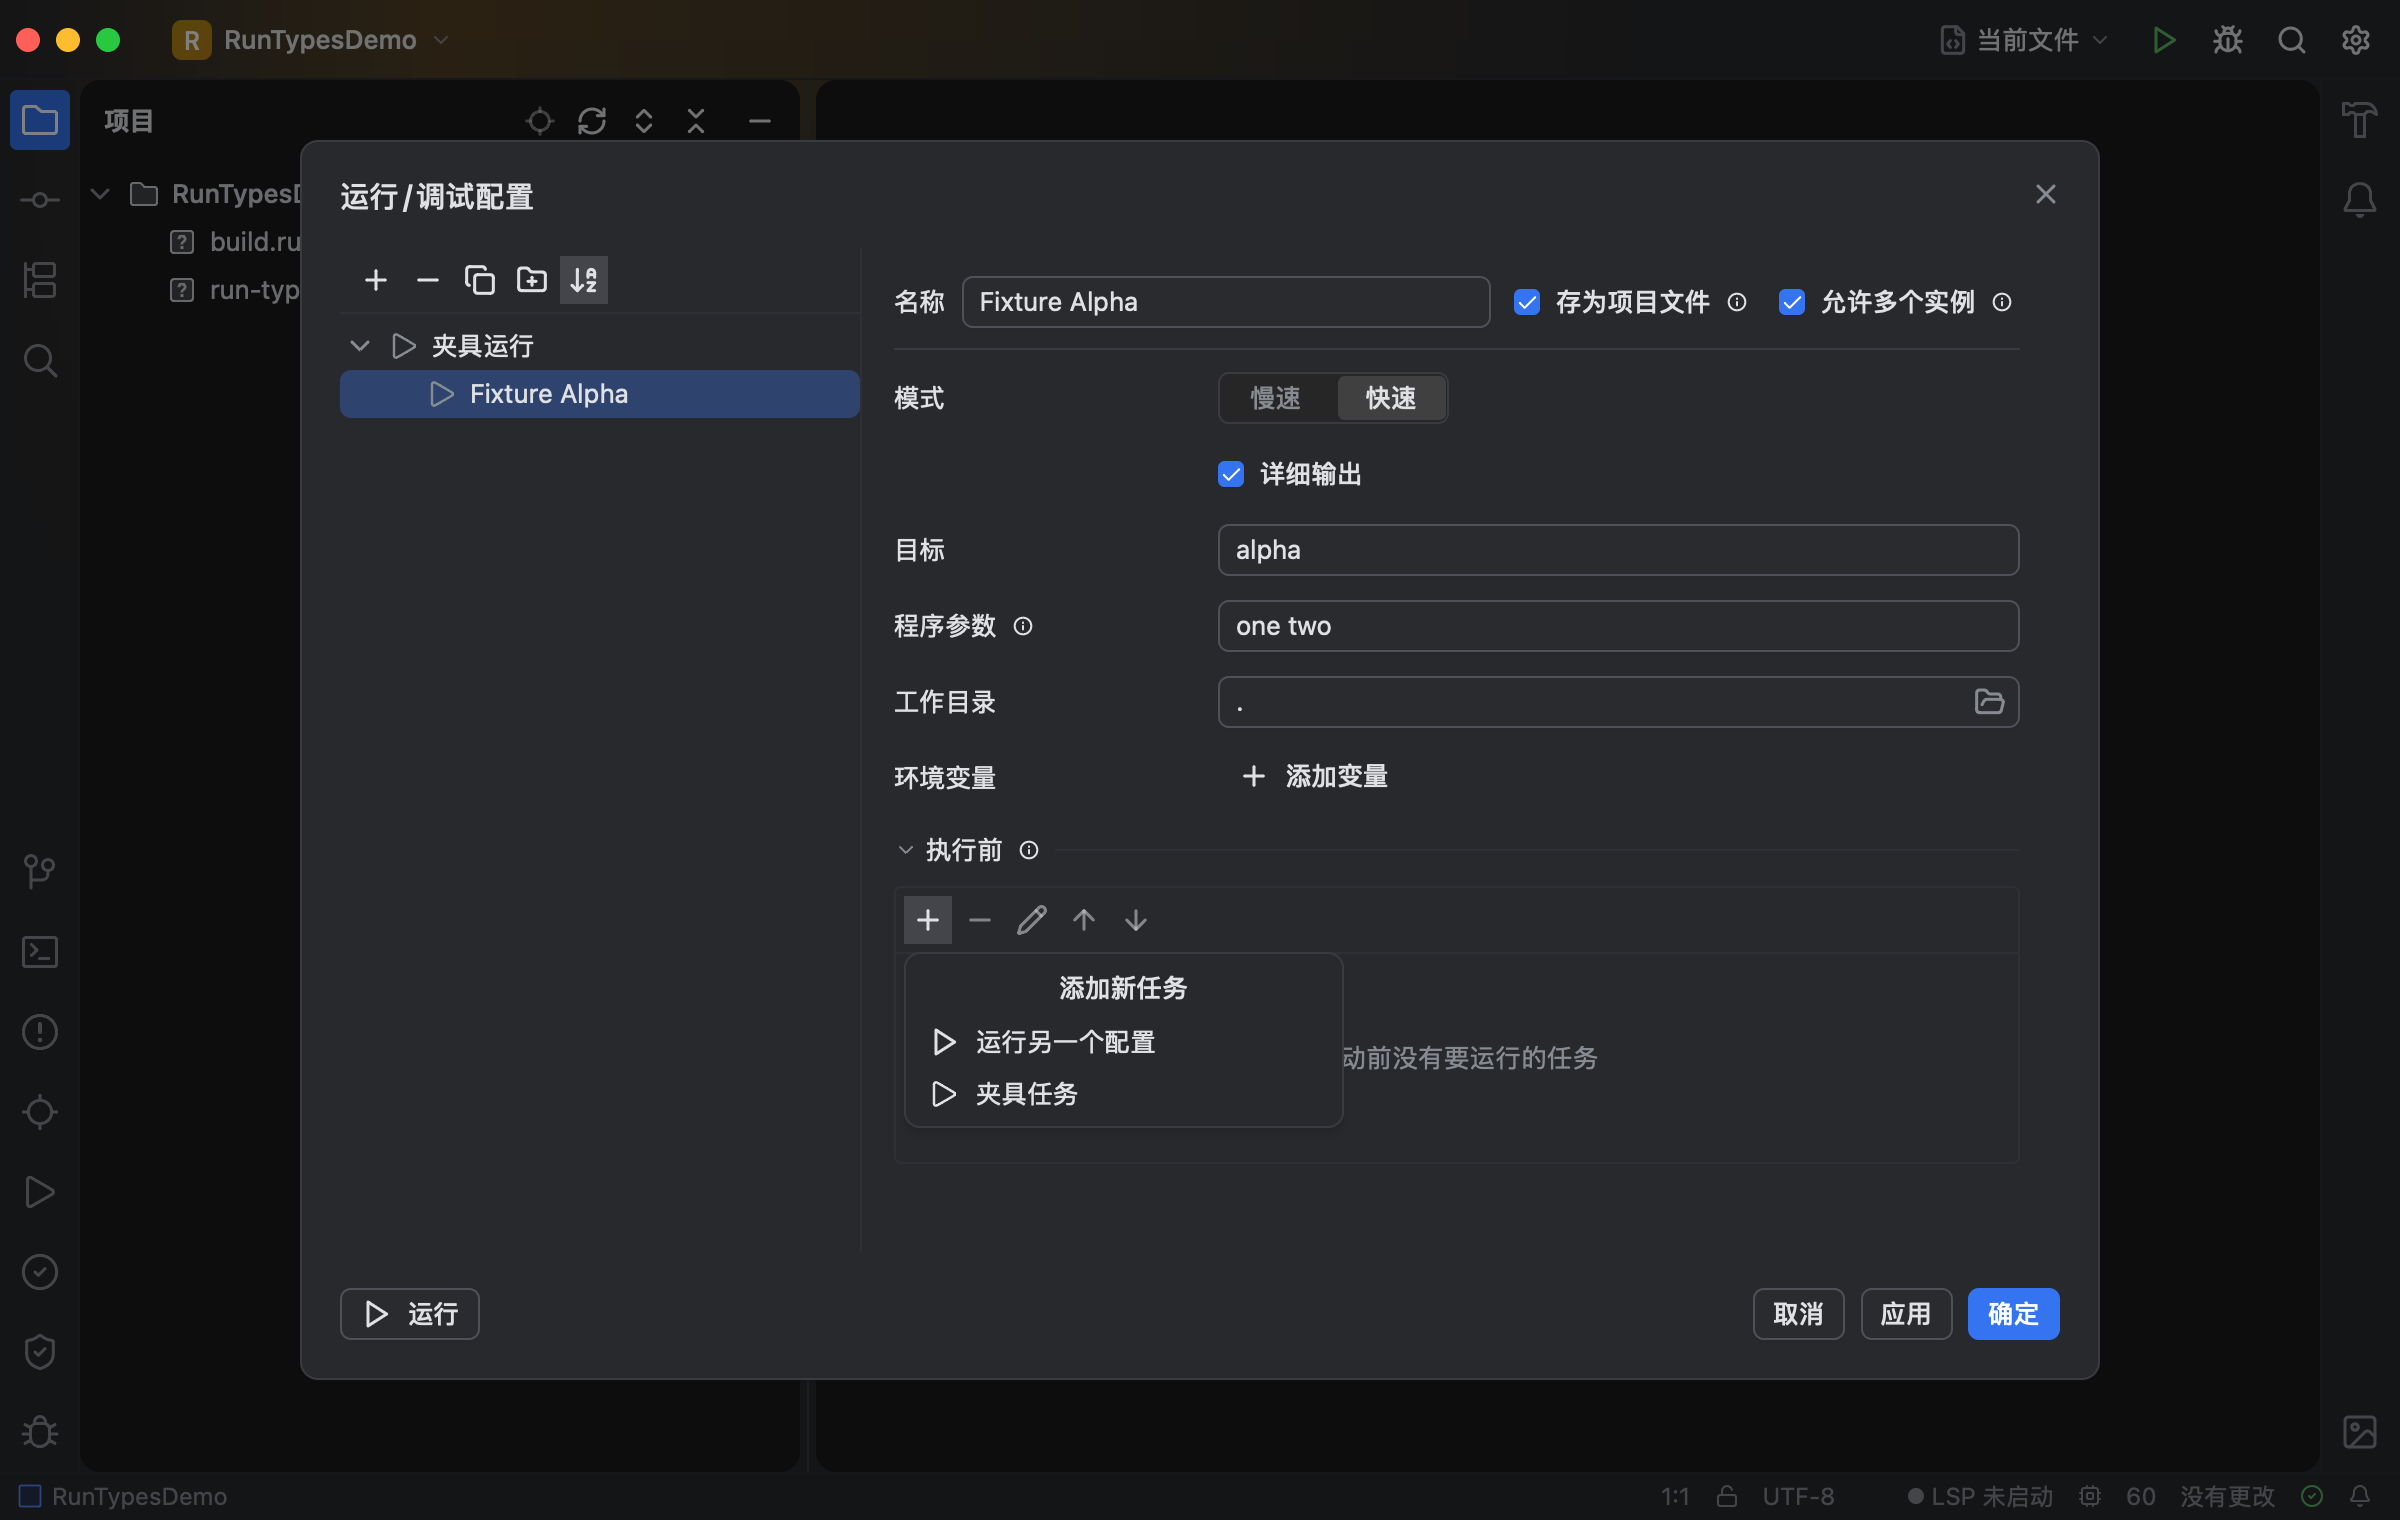 R RunTypesDemo
当前文件
项目
RunTypesD
build.ru
run-typ
运行/调试配置
夹具运行
Fixture Alpha
名称 Fixture Alpha 存为项目文件 允许多个实例
模式 慢速 快速
详细输出
目标 alpha
程序参数 one two
工作目录 .
环境变量 添加变量
执行前
添加新任务
运行另一个配置
动前没有要运行的任务
夹具任务
运行 取消 应用 确定
RunTypesDemo 1:1 UTF-8 LSP 未启动 60 没有更改